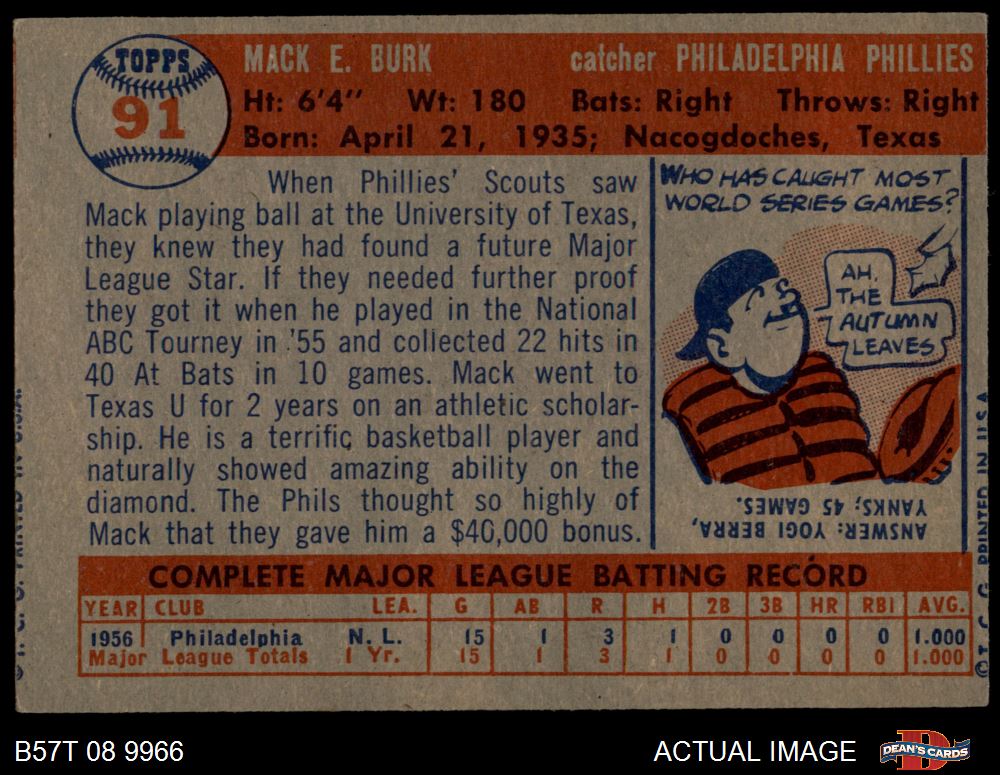 TOPPS
91
MACK E. BURK catcher PHILADELPHIA PHILLIES
Ht: 6'4'' Wt: 180 Bats: Right Throws: Right
Born: April 21, 1935; Nacogdoches, Texas
When Phillies' Scouts saw
Mack playing ball at the University of Texas,
they knew they had found a future Major
League Star. If they needed further proof
they got it when he played in the National
ABC Tourney in '55 and collected 22 hits in
40 At Bats in 10 games. Mack went to
Texas U for 2 years on an athletic scholar-
ship. He is a terrific basketball player and
naturally showed amazing ability on the
diamond. The Phils thought so highly of
Mack that they gave him a $40,000 bonus.
WHO HAS CAUGHT MOST
WORLD SERIES GAMES?
AH,
THE
AUTUMN
LEAVES
ANSWER: YOGI BERRA,
YANKS; 45 GAMES.
COMPLETE MAJOR LEAGUE BATTING RECORD
YEAR CLUB LEA. G AB R H 2B 3B HR RBI AVG.
1956 Philadelphia N. L. 15 1 3 1 0 0 0 0 1.000
Major League Totals 1 Yr. 15 1 3 1 0 0 0 0 1.000
© T. C. G. PRINTED IN U.S.A.
B57T 08 9966
ACTUAL IMAGE
DEAN'S CARDS